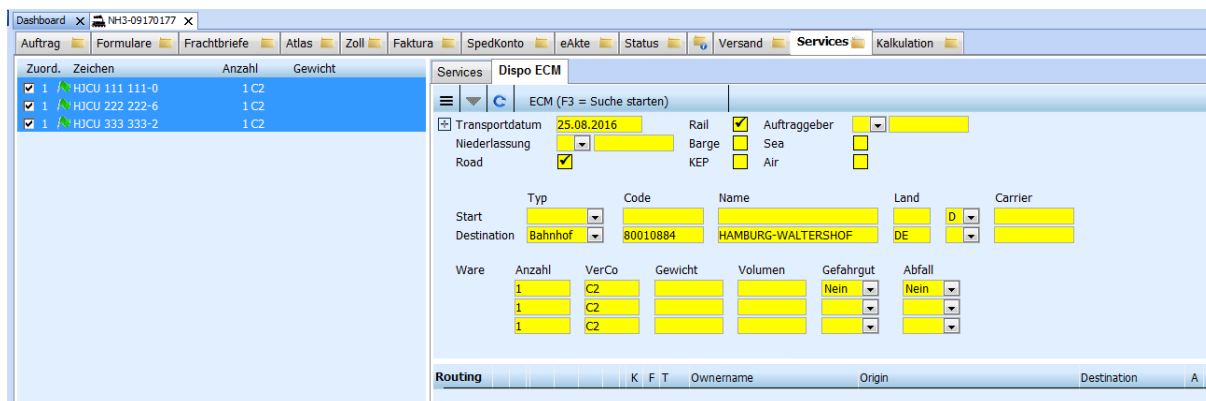 Dashboard X NH3-09170177 X
Auftrag Formulare Frachtbriefe Atlas Zoll Faktura SpedKonto eAkte Status Versand Services Kalkulation
Zuord. Zeichen Anzahl Gewicht
1 HJCU 111 111-0 1 C2
1 HJCU 222 222-6 1 C2
1 HJCU 333 333-2 1 C2
Services Dispo ECM
ECM (F3 = Suche starten)
Transportdatum 25.08.2016 Rail Auftraggeber
Niederlassung Barge Sea
Road KEP Air
Typ Code Name Land Carrier
Start D
Destination Bahnhof 80010884 HAMBURG-WALTERSHOF DE
Ware Anzahl VerCo Gewicht Volumen Gefahrgut Abfall
1 C2 Nein Nein
1 C2
1 C2
Routing K F T Ownername Origin Destination A